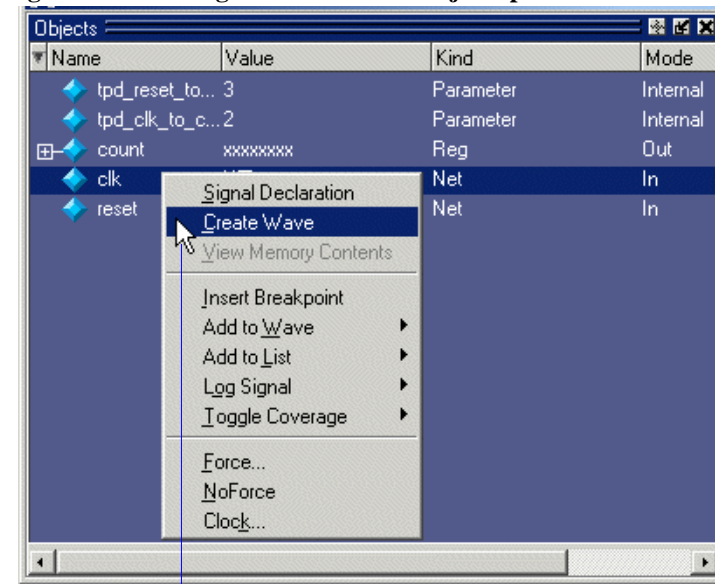 Objects
Name Value Kind Mode
tpd_reset_to... 3 Parameter Internal
tpd_clk_to_c... 2 Parameter Internal
count xxxxxxxx Reg Out
clk Net In
reset Net In
Signal Declaration
Create Wave
View Memory Contents
Insert Breakpoint
Add to Wave
Add to List
Log Signal
Toggle Coverage
Force...
NoForce
Clock...